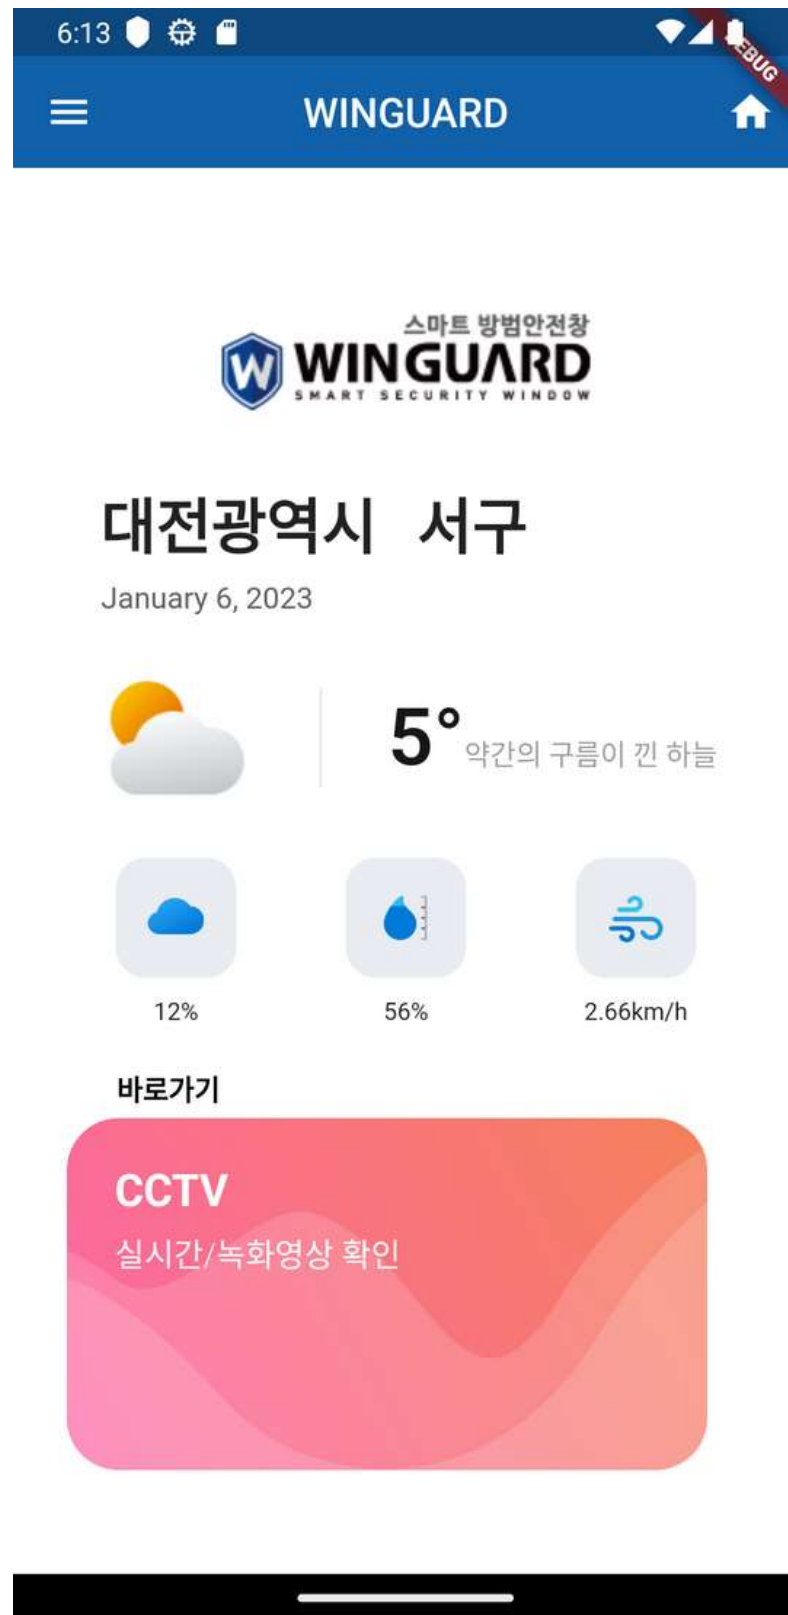 6:13
DEBUG
WINGUARD
스마트 방범안전창
WINGUARD
SMART SECURITY WINDOW
대전광역시 서구
January 6, 2023
5° 약간의 구름이 낀 하늘
12% 56% 2.66km/h
바로가기
CCTV
실시간/녹화영상 확인